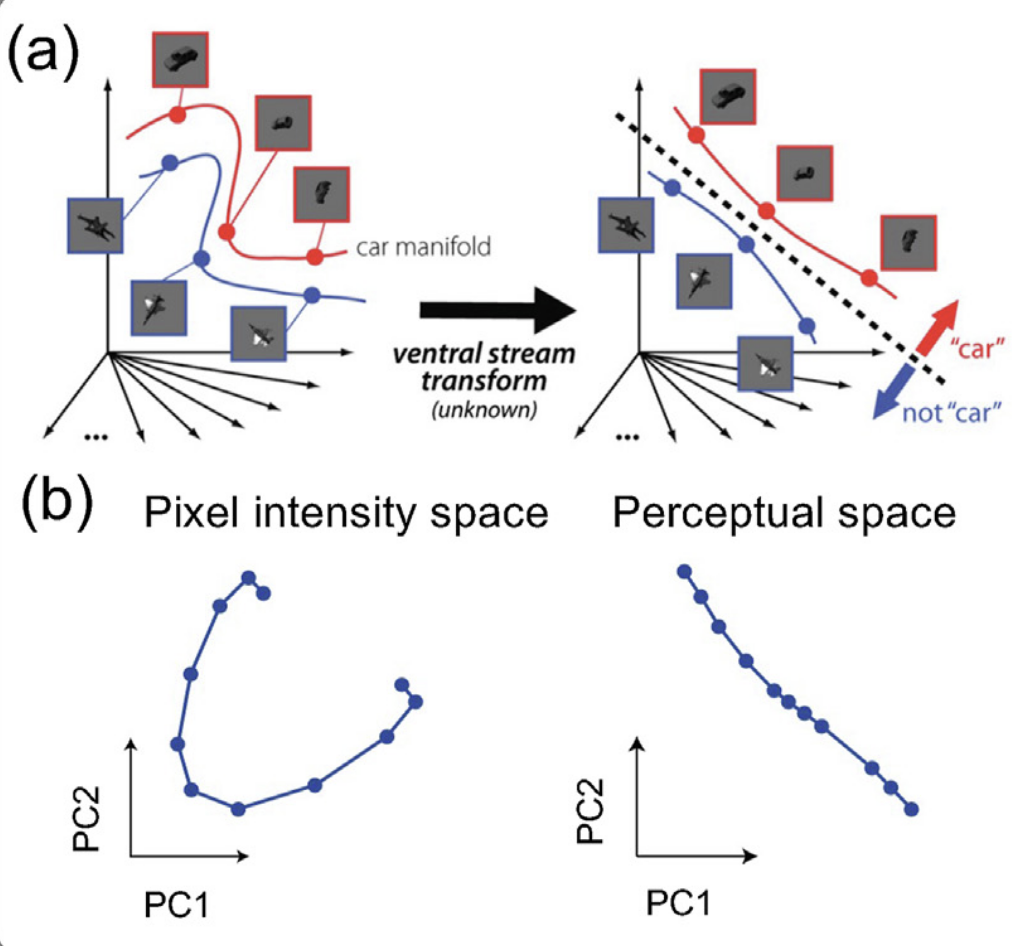 (a)
car manifold
ventral stream
transform
(unknown)
...
...
"car"
not "car"
(b)
Pixel intensity space
Perceptual space
PC2
PC1
PC2
PC1